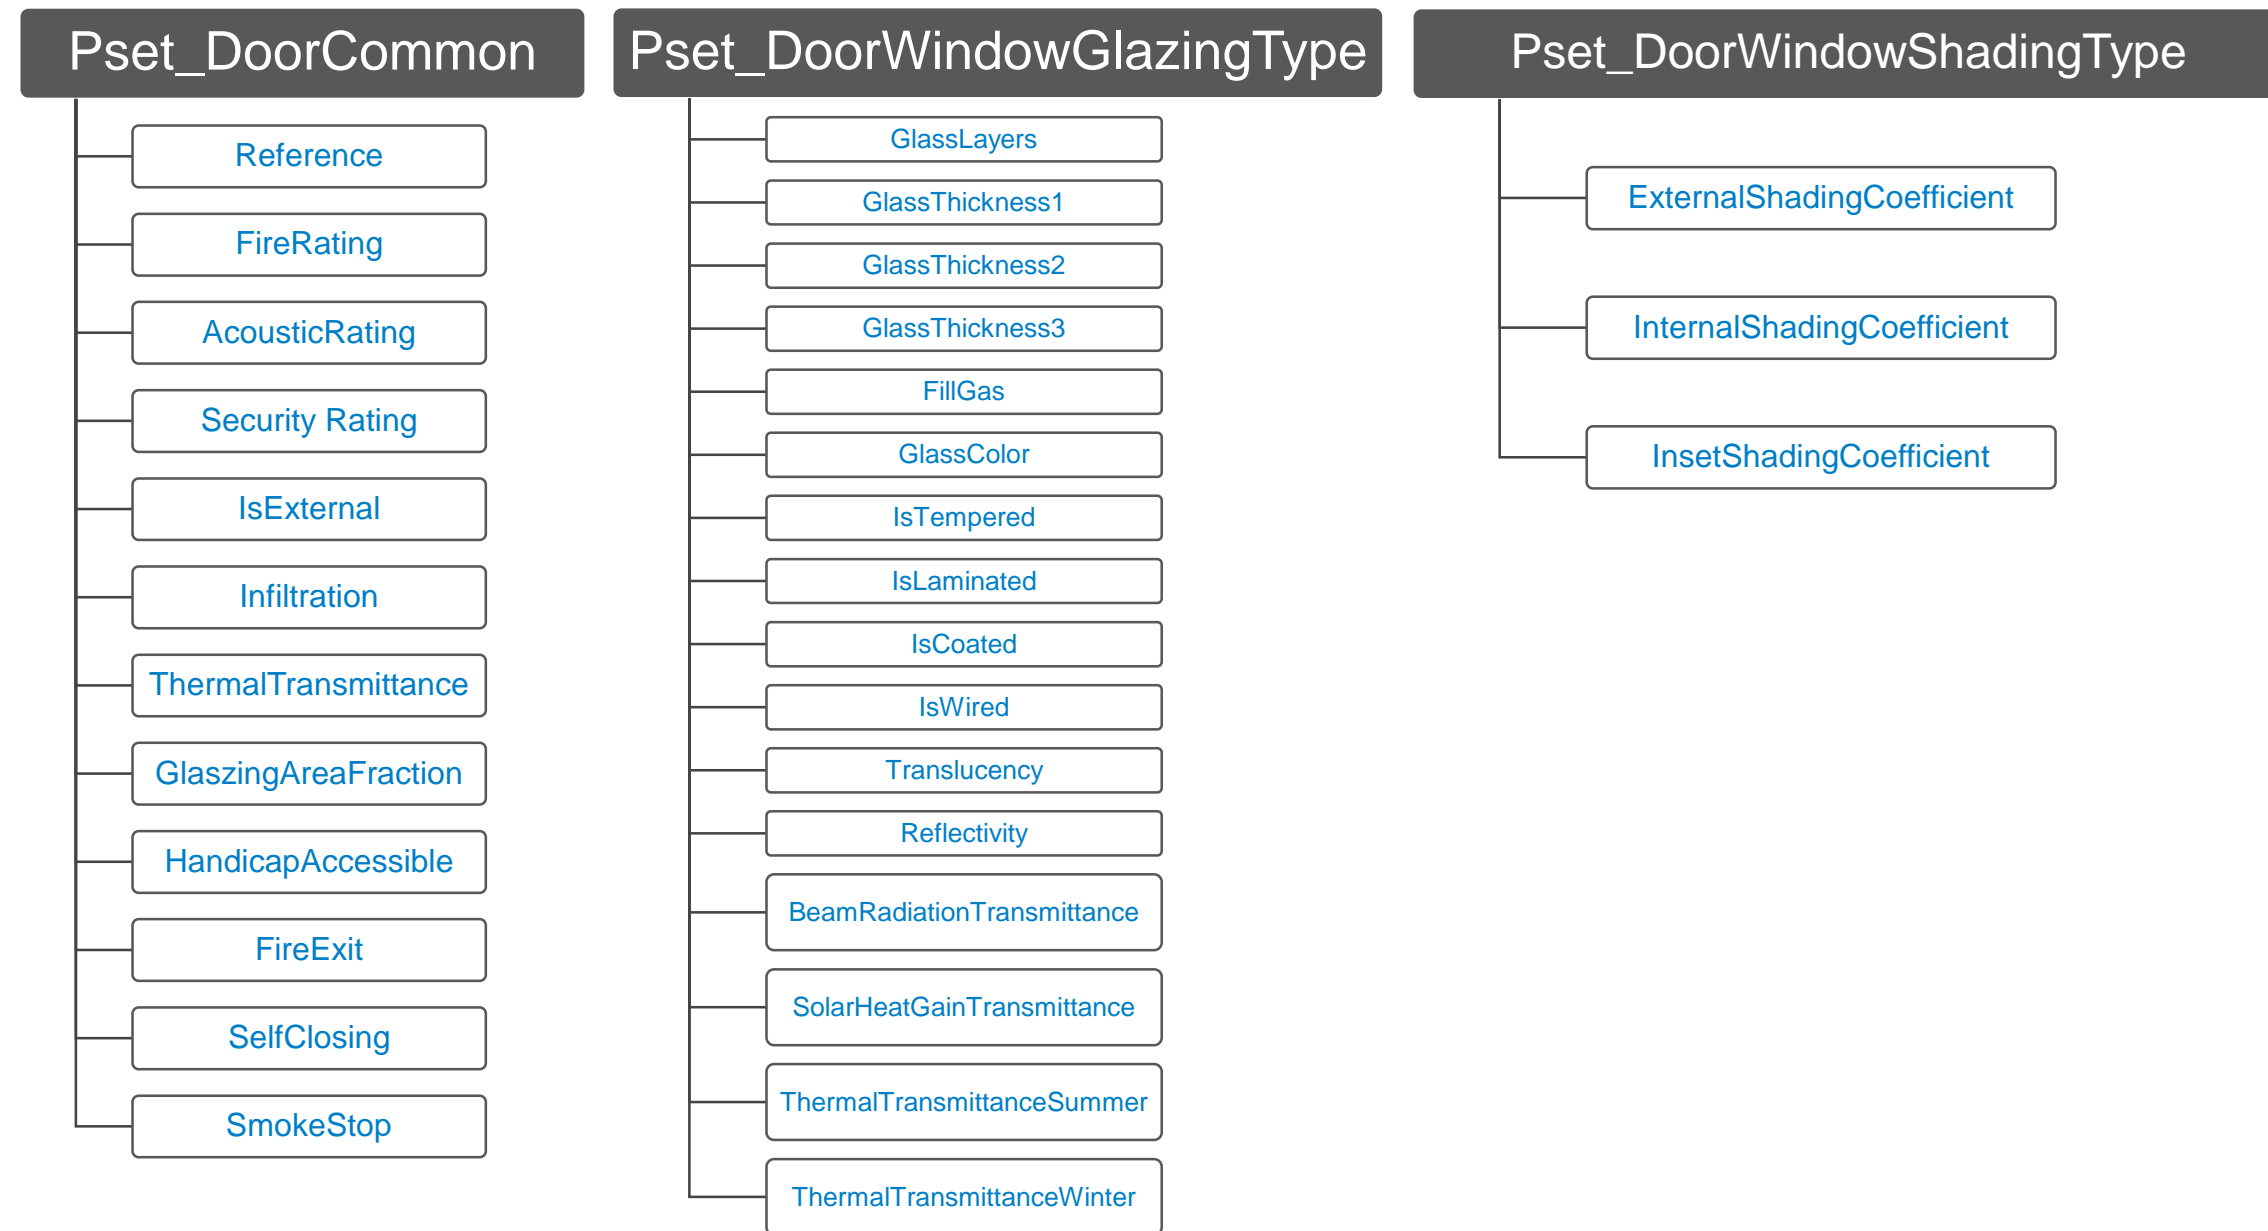 Pset_DoorCommon
Reference
FireRating
AcousticRating
Security Rating
IsExternal
Infiltration
ThermalTransmittance
GlaszingAreaFraction
HandicapAccessible
FireExit
SelfClosing
SmokeStop
Pset_DoorWindowGlazingType
GlassLayers
GlassThickness1
GlassThickness2
GlassThickness3
FillGas
GlassColor
IsTempered
IsLaminated
IsCoated
IsWired
Translucency
Reflectivity
BeamRadiationTransmittance
SolarHeatGainTransmittance
ThermalTransmittanceSummer
ThermalTransmittanceWinter
Pset_DoorWindowShadingType
ExternalShadingCoefficient
InternalShadingCoefficient
InsetShadingCoefficient